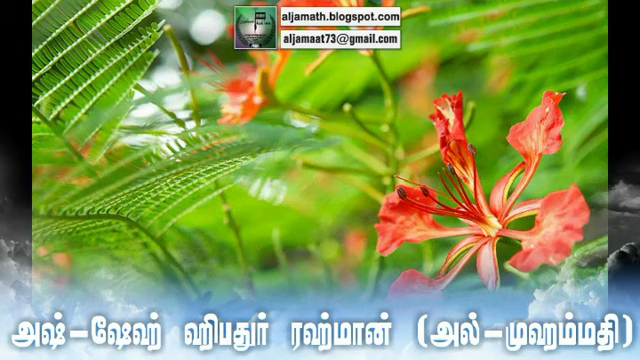 aljamath.blogspot.com
aljamaat73@gmail.com
அஷ்-ஷேஹ் ஹிபதுர் ரஹ்மான் (அல்-முஹம்மதி)